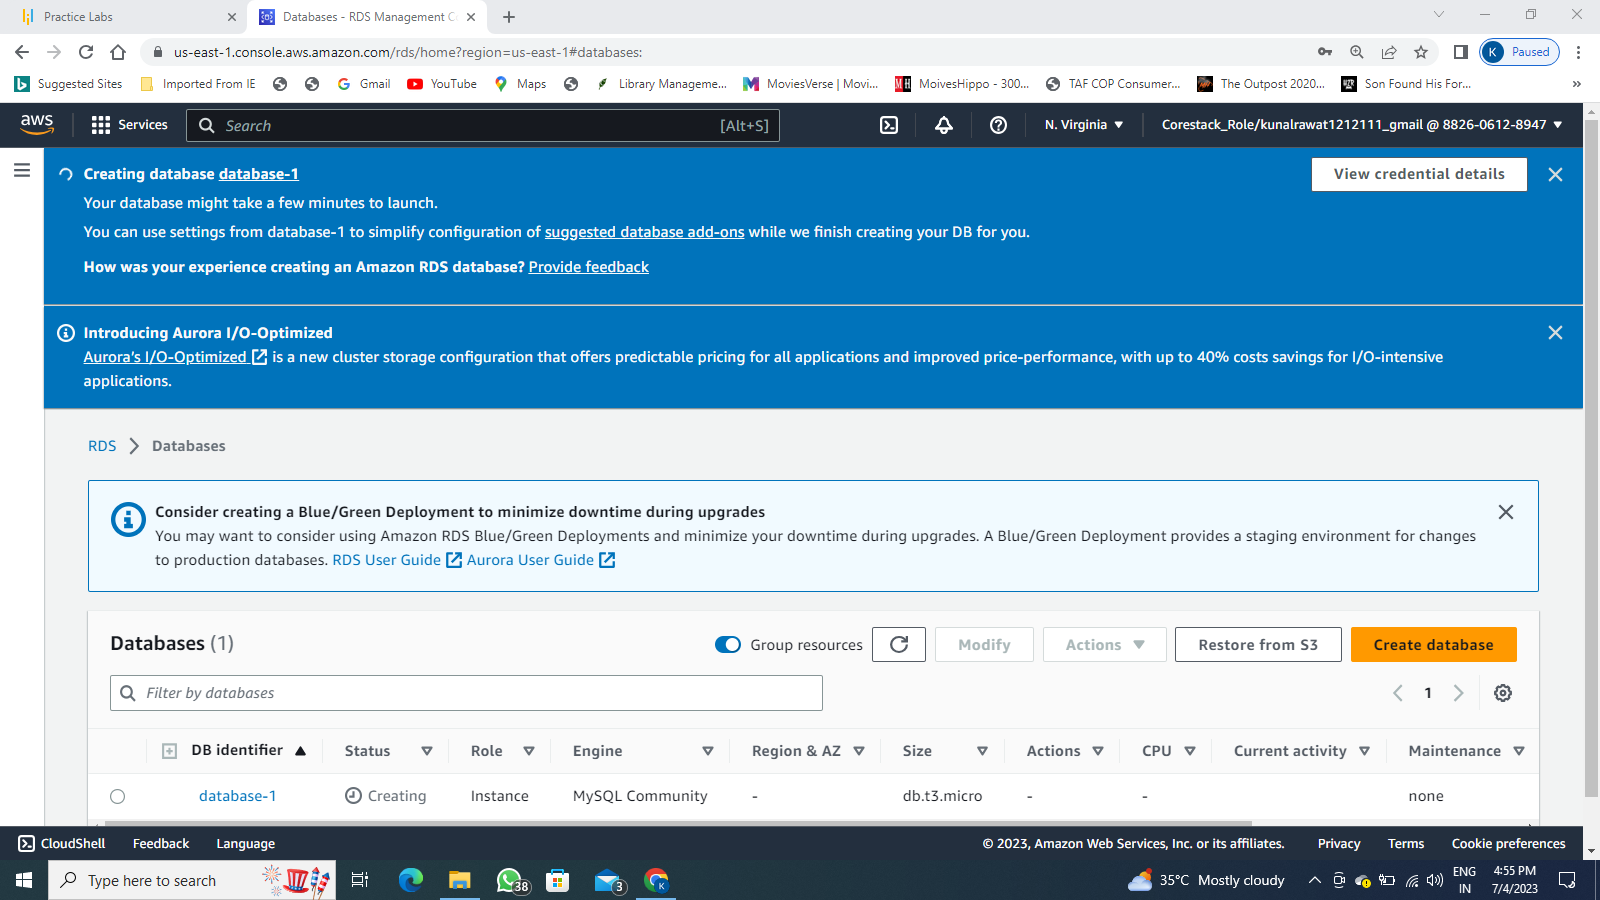 Practice Labs
Databases - RDS Management C
us-east-1.console.aws.amazon.com/rds/home?region=us-east-1#databases:
K Paused
Suggested Sites
Imported From IE
Gmail
YouTube
Maps
Library Manageme...
MoviesVerse | Movi...
MoivesHippo - 300...
TAF COP Consumer...
The Outpost 2020...
Son Found His For...
»
aws
Services
Search
[Alt+S]
N. Virginia
Corestack_Role/kunalrawat1212111_gmail @ 8826-0612-8947
Creating database database-1
View credential details
Your database might take a few minutes to launch.
You can use settings from database-1 to simplify configuration of suggested database add-ons while we finish creating your DB for you.
How was your experience creating an Amazon RDS database? Provide feedback
Introducing Aurora I/O-Optimized
Aurora's I/O-Optimized is a new cluster storage configuration that offers predictable pricing for all applications and improved price-performance, with up to 40% costs savings for I/O-intensive
applications.
RDS > Databases
Consider creating a Blue/Green Deployment to minimize downtime during upgrades
You may want to consider using Amazon RDS Blue/Green Deployments and minimize your downtime during upgrades. A Blue/Green Deployment provides a staging environment for changes
to production databases. RDS User Guide Aurora User Guide
Databases (1)
Group resources
Modify
Actions
Restore from S3
Create database
Filter by databases
1
DB identifier Status Role Engine Region & AZ Size Actions CPU Current activity Maintenance
database-1 Creating Instance MySQL Community - db.t3.micro - - none
CloudShell Feedback Language
© 2023, Amazon Web Services, Inc. or its affiliates. Privacy Terms Cookie preferences
Type here to search
38
3
K
35°C Mostly cloudy
ENG
IN
4:55 PM
7/4/2023